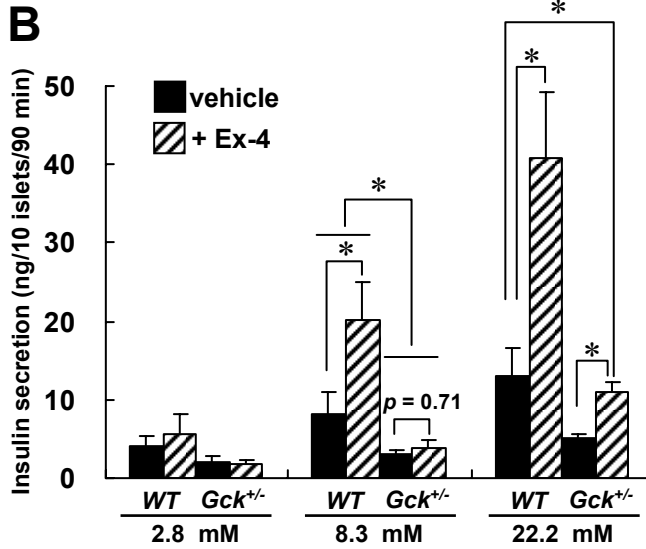 B
*
*
50
vehicle
+ Ex-4
40
*
30
*
20
*
10
p = 0.71
0
Insulin secretion (ng/10 islets/90 min)
WT Gck+/- WT Gck+/- WT Gck+/-
2.8 mM 8.3 mM 22.2 mM